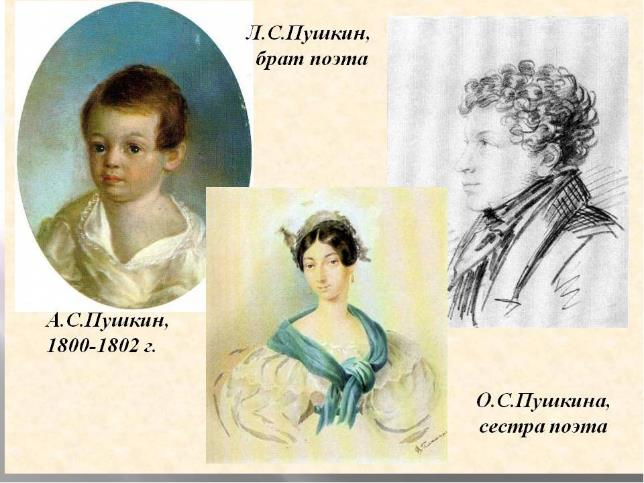 Л.С.Пушкин,
брат поэта
А.С.Пушкин,
1800-1802 г.
О.С.Пушкина,
сестра поэта